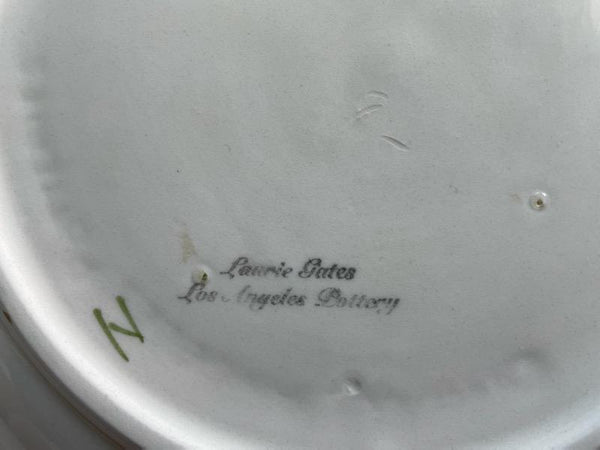 Laurie Gates
Los Angeles Pottery
N